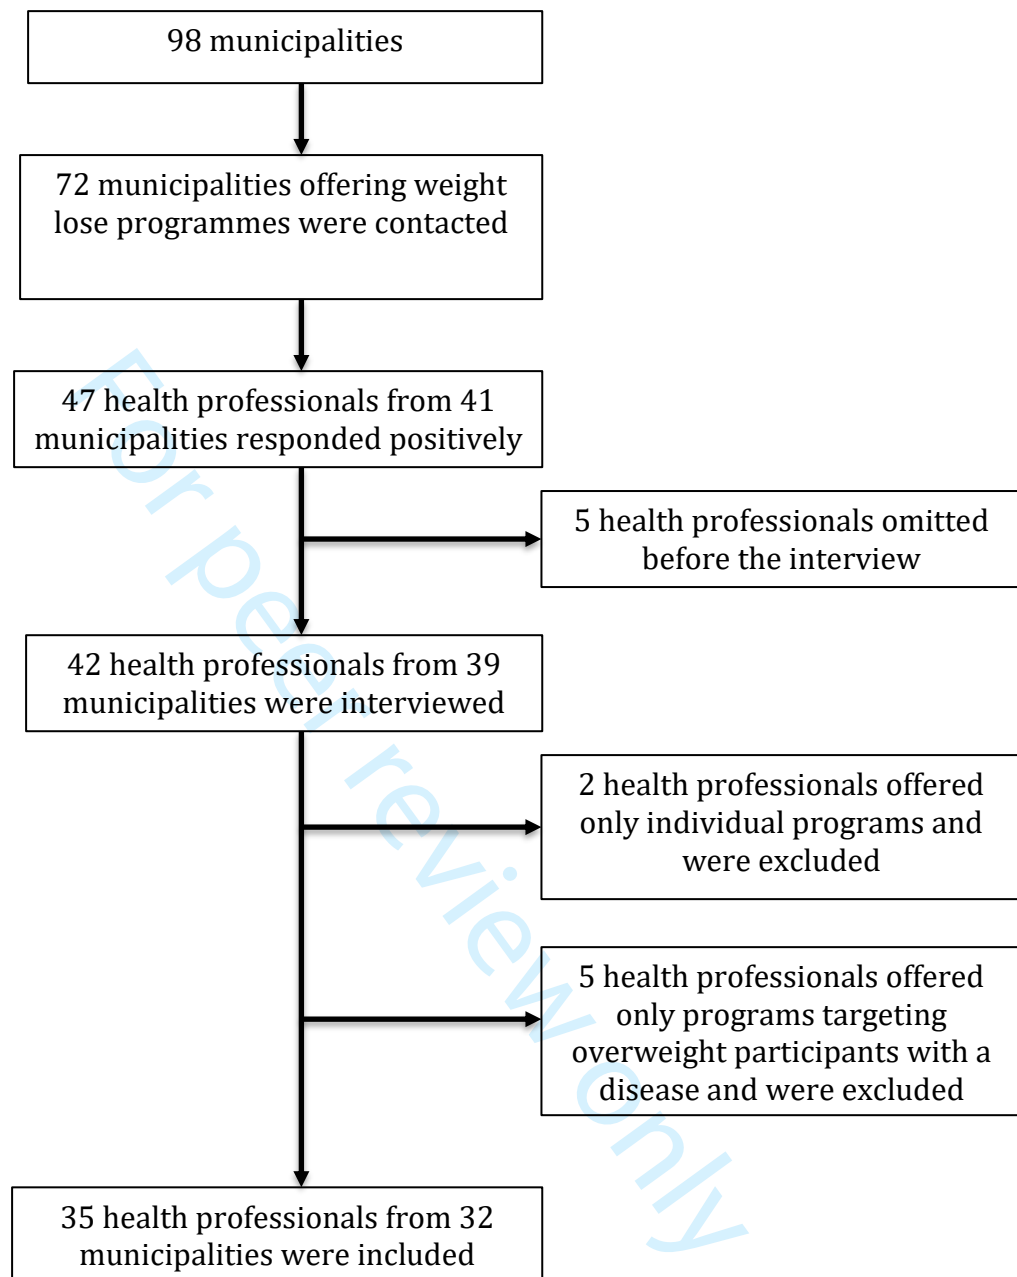 98 municipalities
72 municipalities offering weight
lose programmes were contacted
47 health professionals from 41
municipalities responded positively
5 health professionals omitted
before the interview
42 health professionals from 39
municipalities were interviewed
2 health professionals offered
only individual programs and
were excluded
5 health professionals offered
only programs targeting
overweight participants with a
disease and were excluded
35 health professionals from 32
municipalities were included
For peer review only